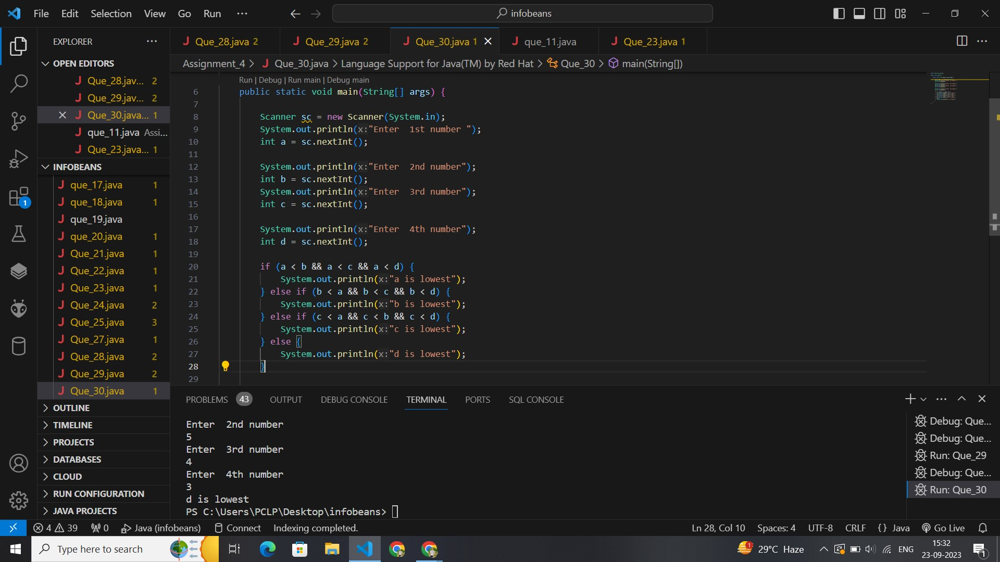 File Edit Selection View Go Run ···
infobeans
EXPLORER ···
OPEN EDITORS
Que_28.jav... 2
Que_29.jav... 2
Que_30.java... 1
que_11.java Assi...
Que_23.java... 1
INFOBEANS
que_17.java 1
que_18.java 1
que_19.java
que_20.java 1
Que_21.java 1
Que_22.java 1
Que_23.java 1
Que_24.java 2
Que_25.java 3
Que_27.java 1
Que_28.java 2
Que_29.java 2
Que_30.java 1
OUTLINE
TIMELINE
PROJECTS
DATABASES
CLOUD
RUN CONFIGURATION
JAVA PROJECTS
Que_28.java 2 Que_29.java 2 Que_30.java 1 que_11.java Que_23.java 1
Assignment_4 > Que_30.java > Language Support for Java(TM) by Red Hat > Que_30 > main(String[])
Run | Debug | Run main | Debug main
6 public static void main(String[] args) {
7
8 Scanner sc = new Scanner(System.in);
9 System.out.println(x:"Enter  1st number ");
10 int a = sc.nextInt();
11
12 System.out.println(x:"Enter  2nd number");
13 int b = sc.nextInt();
14 System.out.println(x:"Enter  3rd number");
15 int c = sc.nextInt();
16
17 System.out.println(x:"Enter  4th number");
18 int d = sc.nextInt();
19
20 if (a < b && a < c && a < d) {
21 System.out.println(x:"a is lowest");
22 } else if (b < a && b < c && b < d) {
23 System.out.println(x:"b is lowest");
24 } else if (c < a && c < b && c < d) {
25 System.out.println(x:"c is lowest");
26 } else {
27 System.out.println(x:"d is lowest");
28 }
29
PROBLEMS 43 OUTPUT DEBUG CONSOLE TERMINAL PORTS SQL CONSOLE
Enter  2nd number
5
Enter  3rd number
4
Enter  4th number
3
d is lowest
PS C:\Users\PCLP\Desktop\infobeans>
Debug: Que...
Debug: Que...
Run: Que_29
Debug: Que...
Run: Que_30
4 39 0 Java (infobeans) Connect Indexing completed. Ln 28, Col 10 Spaces: 4 UTF-8 CRLF {} Java Go Live
1
Type here to search
1 29°C Haze ENG 15:32
23-09-2023
1